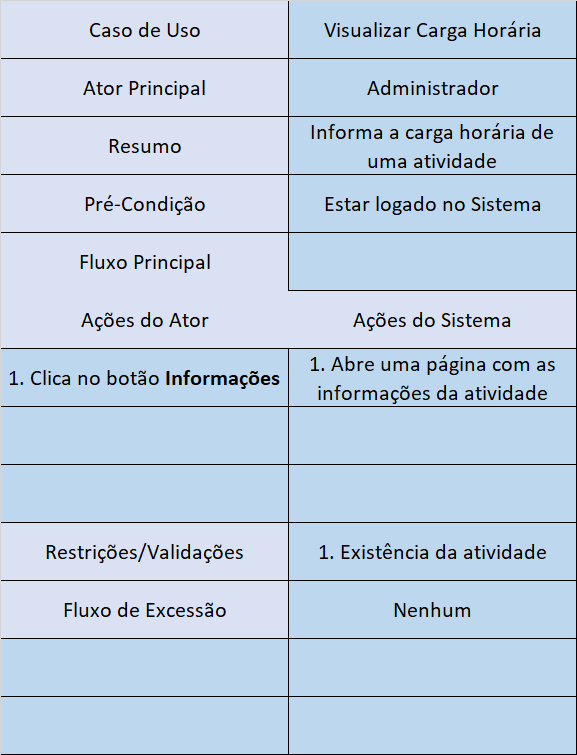 Caso de Uso
Visualizar Carga Horária
Ator Principal
Administrador
Resumo
Informa a carga horária de
uma atividade
Pré-Condição
Estar logado no Sistema
Fluxo Principal
Ações do Ator
Ações do Sistema
1. Clica no botão Informações
1. Abre uma página com as
informações da atividade
Restrições/Validações
1. Existência da atividade
Fluxo de Excessão
Nenhum